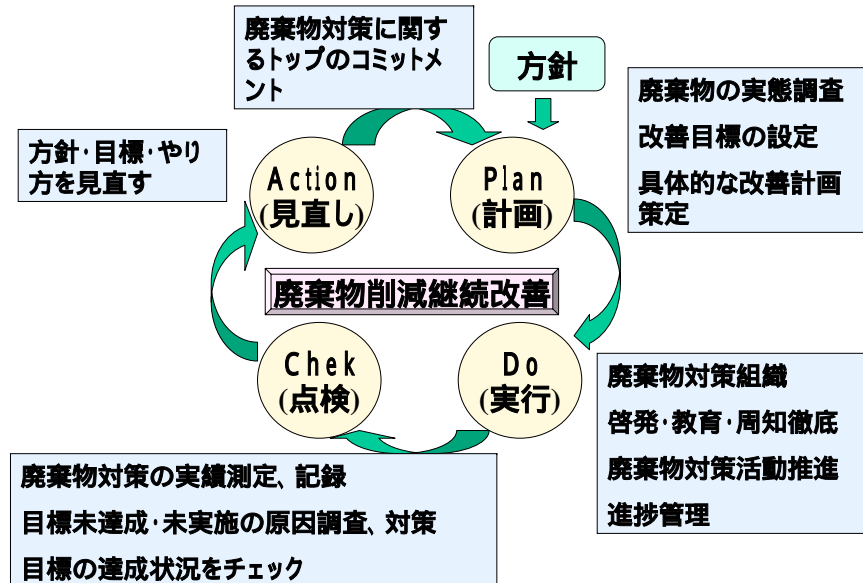 廃棄物対策に関す
るトップのコミットメ
ント
方針
廃棄物の実態調査
改善目標の設定
具体的な改善計画
策定
方針・目標・やり
方を見直す
Action
(見直し)
Plan
(計画)
廃棄物削減継続改善
Chek
(点検)
Do
(実行)
廃棄物対策組織
啓発・教育・周知徹底
廃棄物対策活動推進
進捗管理
廃棄物対策の実績測定、記録
目標未達成・未実施の原因調査、対策
目標の達成状況をチェック